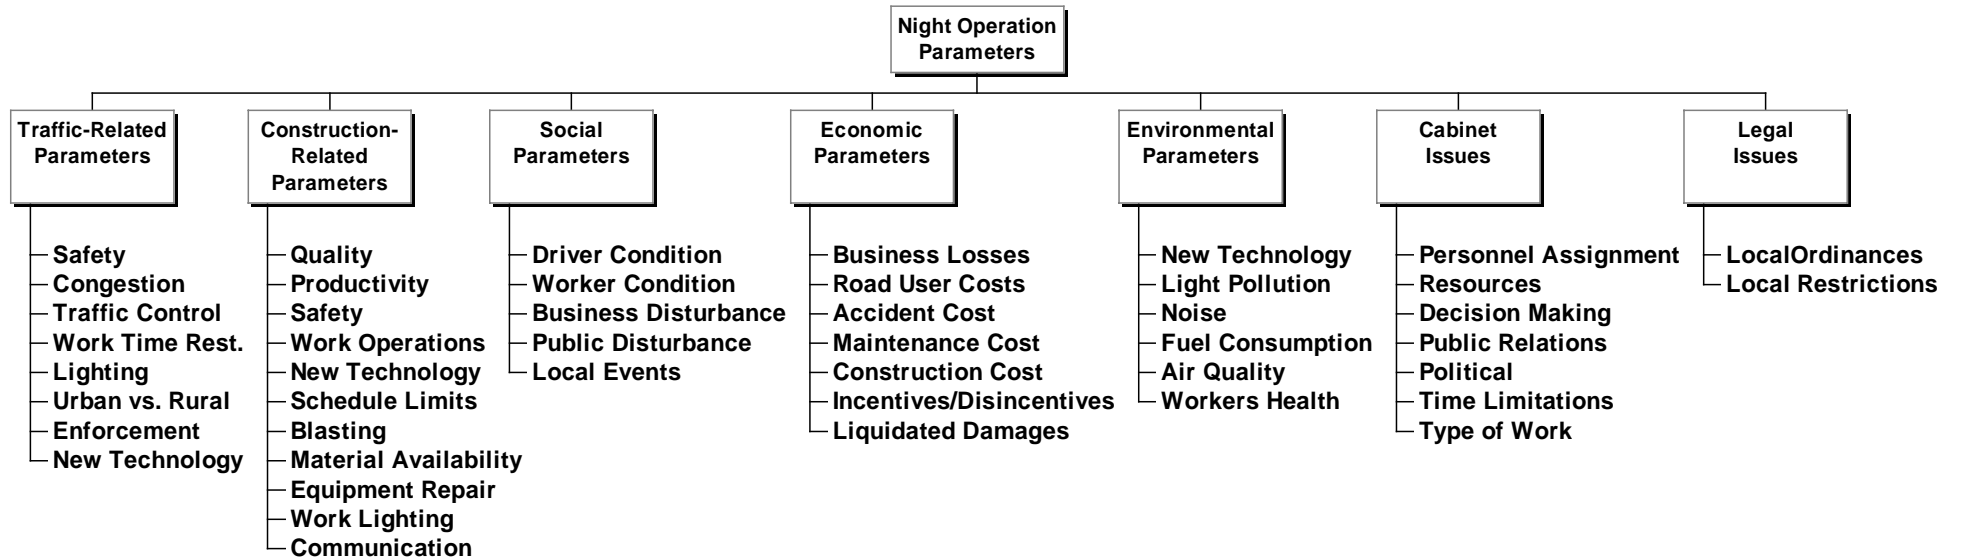 Night Operation
Parameters
Traffic-Related
Parameters
Safety
Congestion
Traffic Control
Work Time Rest.
Lighting
Urban vs. Rural
Enforcement
New Technology
Construction-
Related
Parameters
Quality
Productivity
Safety
Work Operations
New Technology
Schedule Limits
Blasting
Material Availability
Equipment Repair
Work Lighting
Communication
Social
Parameters
Driver Condition
Worker Condition
Business Disturbance
Public Disturbance
Local Events
Economic
Parameters
Business Losses
Road User Costs
Accident Cost
Maintenance Cost
Construction Cost
Incentives/Disincentives
Liquidated Damages
Environmental
Parameters
New Technology
Light Pollution
Noise
Fuel Consumption
Air Quality
Workers Health
Cabinet
Issues
Personnel Assignment
Resources
Decision Making
Public Relations
Political
Time Limitations
Type of Work
Legal
Issues
LocalOrdinances
Local Restrictions